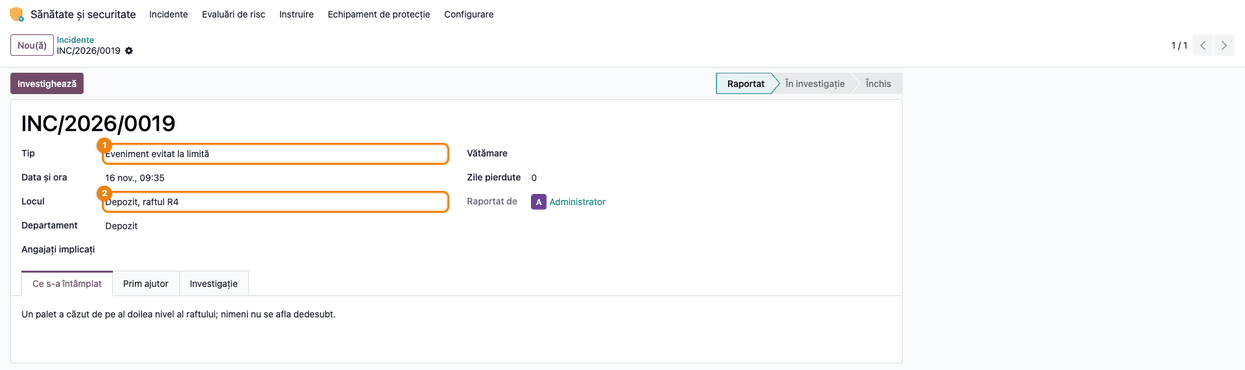 Sănătate și securitate Incidente Evaluări de risc Instruire Echipament de protecție Configurare
Nou(ă) Incidente
INC/2026/0019
1 / 1
Investighează
Raportat În investigație Închis
INC/2026/0019
1
Tip Eveniment evitat la limită Vătămare
Data și ora 16 nov., 09:35 Zile pierdute 0
2
Locul Depozit, raftul R4 Raportat de A Administrator
Departament Depozit
Angajați implicați
Ce s-a întâmplat Prim ajutor Investigație
Un palet a căzut de pe al doilea nivel al raftului; nimeni nu se afla dedesubt.